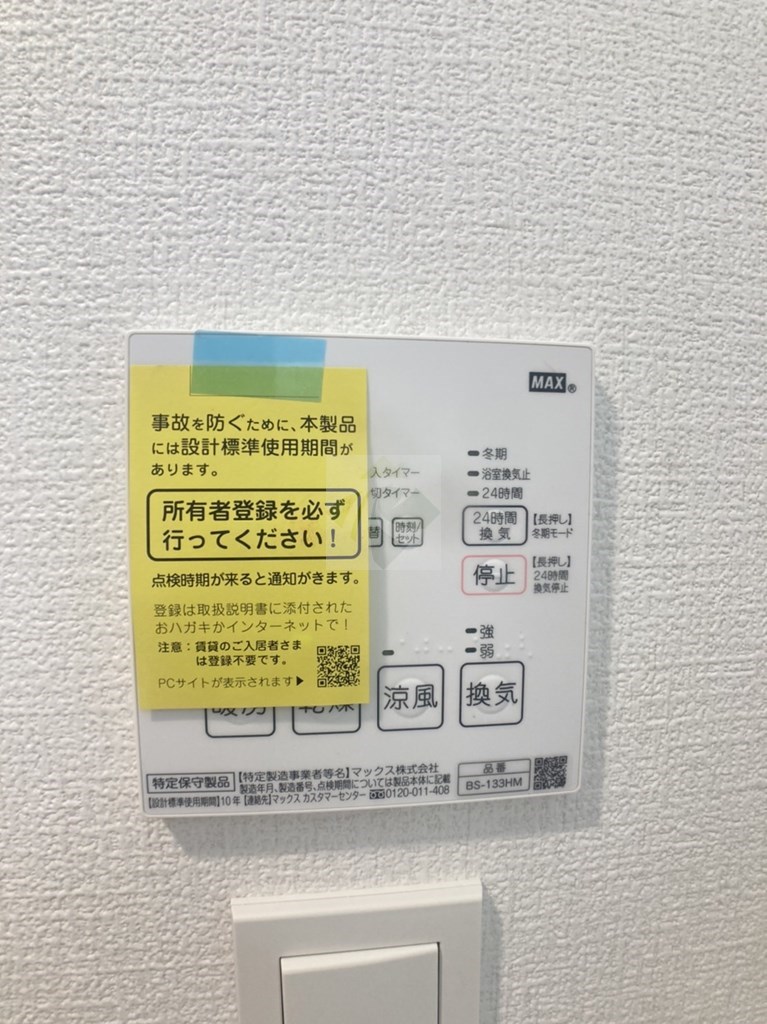 MAX®
事故を防ぐために、本製品
には設計標準使用期間が
あります。
所有者登録を必ず
行ってください！
点検時期が来ると通知がきます。
登録は取扱説明書に添付された
おハガキかインターネットで！
注意：賃貸のご入居者さま
は登録不要です。
PCサイトが表示されます▶
入タイマー
切タイマー
替
時刻/セット
冬期
浴室換気止
24時間
24時間
換気
【長押し】
冬期モード
停止
【長押し】
24時間
換気停止
強
弱
暖房
乾燥
涼風
換気
特定保守製品
【特定製造事業者等名】マックス株式会社
製造年月、製造番号、点検期間については製品本体に記載
【設計標準使用期間】10年【連絡先】マックス カスタマーセンター 0120-011-408
品番
BS-133HM